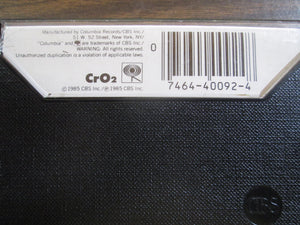 Manufactured by Columbia Records/CBS Inc./
51 W. 52 Street, New York, NY/
"Columbia" and are trademarks of CBS Inc./
WARNING: All rights reserved.
Unauthorized duplication is a violation of applicable laws.
CrO2
© 1985 CBS Inc./℗ 1985 CBS Inc.
0
7464-40092-4
CBS